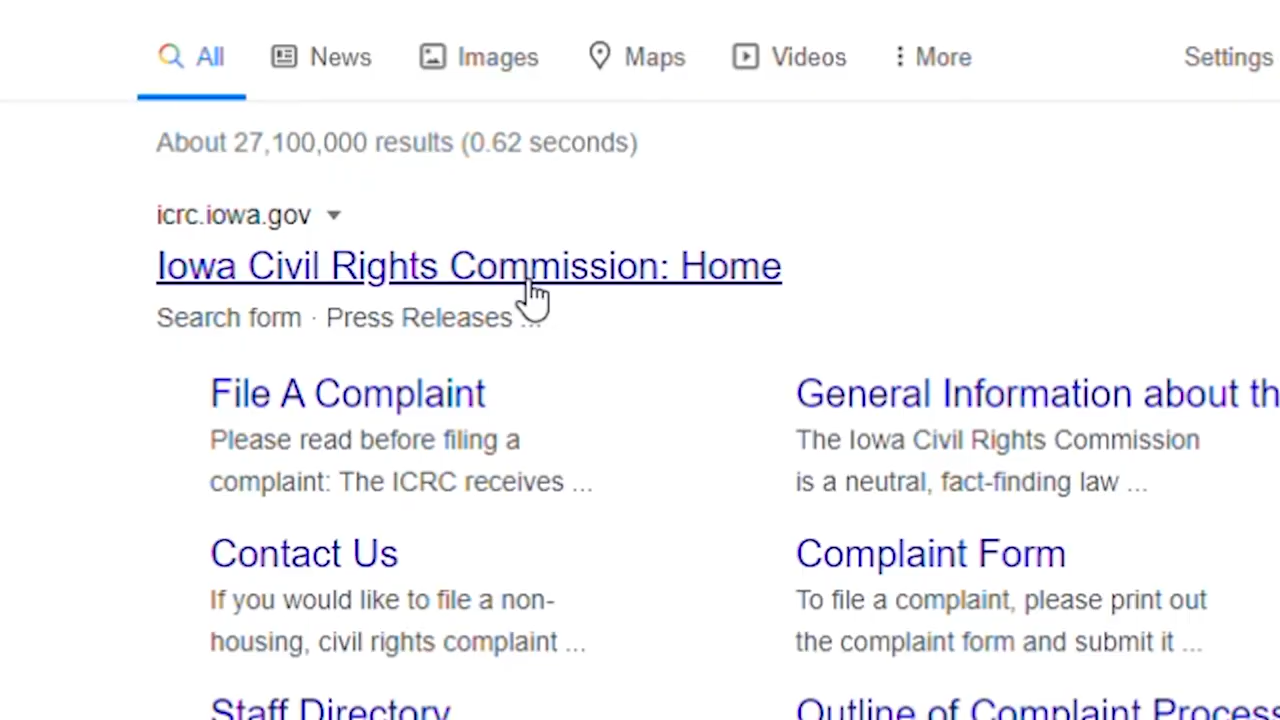 All News Images Maps Videos More Settings
About 27,100,000 results (0.62 seconds)
icrc.iowa.gov
Iowa Civil Rights Commission: Home
Search form · Press Releases ...
File A Complaint
Please read before filing a
complaint: The ICRC receives ...
General Information about th
The Iowa Civil Rights Commission
is a neutral, fact-finding law ...
Contact Us
If you would like to file a non-
housing, civil rights complaint ...
Complaint Form
To file a complaint, please print out
the complaint form and submit it ...
Staff Directory
Outline of Complaint Process